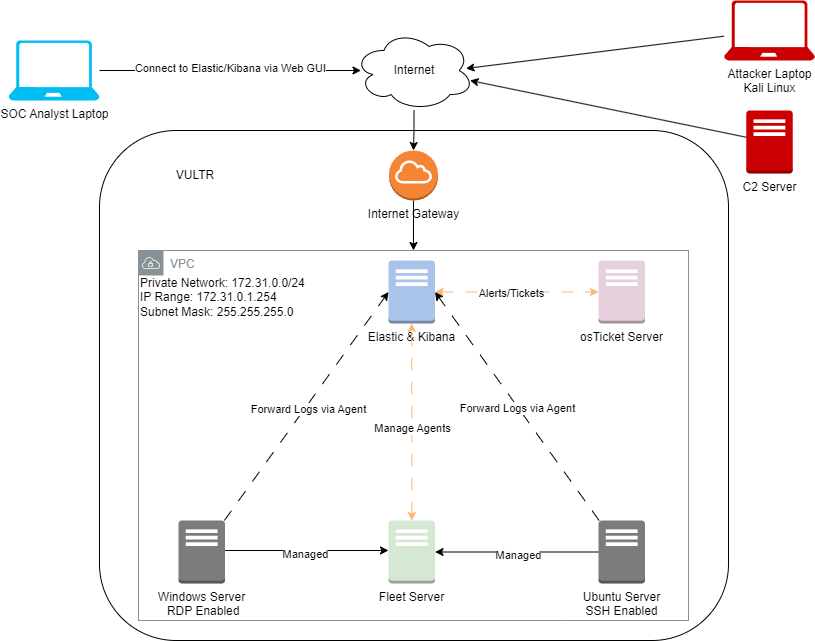 Connect to Elastic/Kibana via Web GUI
Internet
SOC Analyst Laptop
Attacker Laptop
Kali Linux
C2 Server
VULTR
Internet Gateway
VPC
Private Network: 172.31.0.0/24
IP Range: 172.31.0.1.254
Subnet Mask: 255.255.255.0
Alerts/Tickets
Elastic & Kibana
osTicket Server
Forward Logs via Agent
Forward Logs via Agent
Manage Agents
Managed
Managed
Windows Server
RDP Enabled
Fleet Server
Ubuntu Server
SSH Enabled